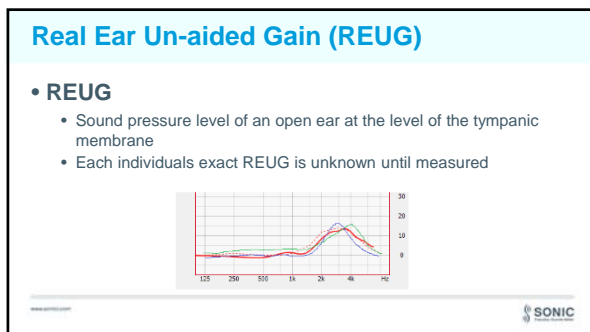 Real Ear Un-aided Gain (REUG)
• REUG
• Sound pressure level of an open ear at the level of the tympanic
membrane
• Each individuals exact REUG is unknown until measured
30
20
10
0
125 250 500 1k 2k 4k Hz
SONIC